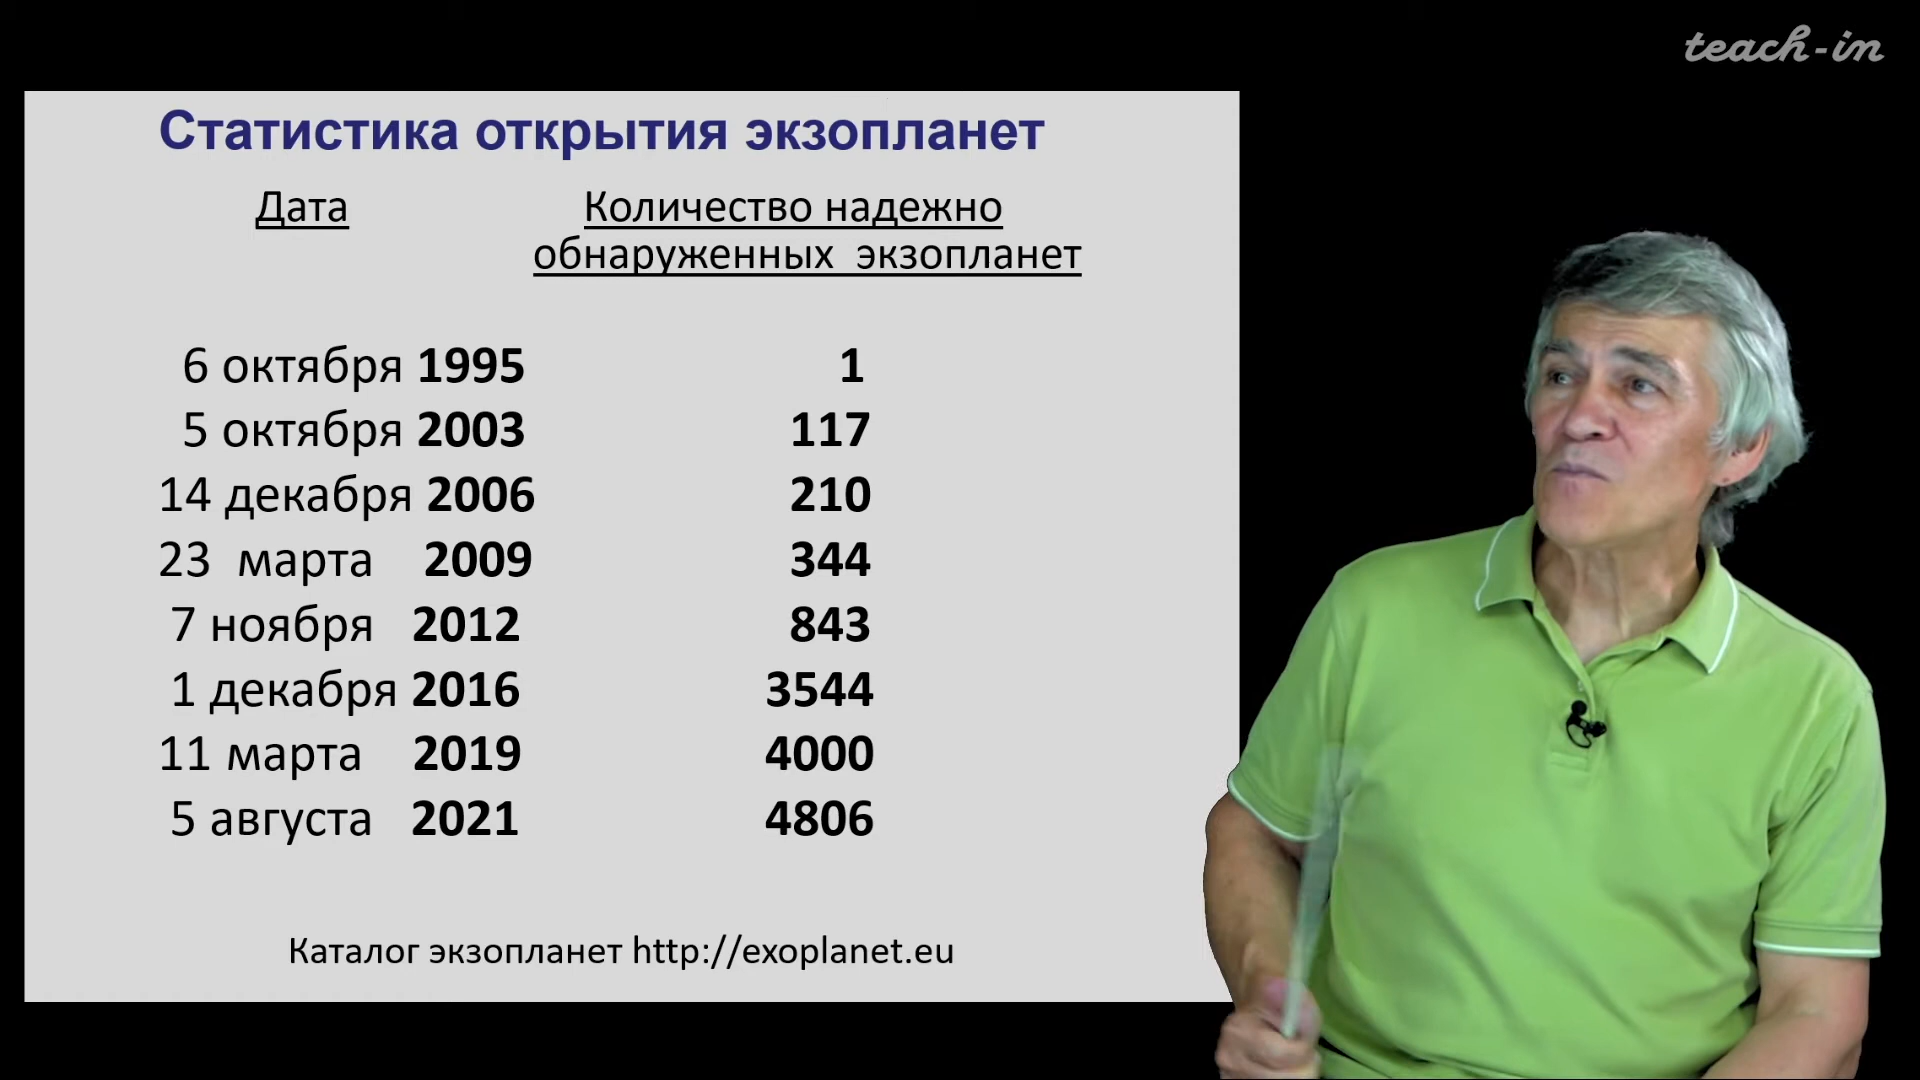 teach-in
Статистика открытия экзопланет
Дата Количество надежно
обнаруженных экзопланет
6 октября 1995 1
5 октября 2003 117
14 декабря 2006 210
23 марта 2009 344
7 ноября 2012 843
1 декабря 2016 3544
11 марта 2019 4000
5 августа 2021 4806
Каталог экзопланет http://exoplanet.eu